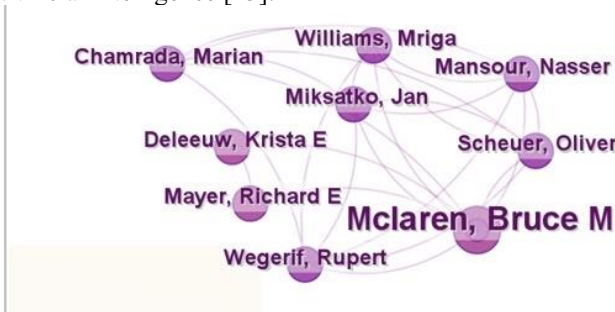 Williams, Mriga
Chamrada, Marian
Mansour, Nasser
Miksatko, Jan
Deleeuw, Krista E
Scheuer, Oliver
Mayer, Richard E
Mclaren, Bruce M
Wegerif, Rupert